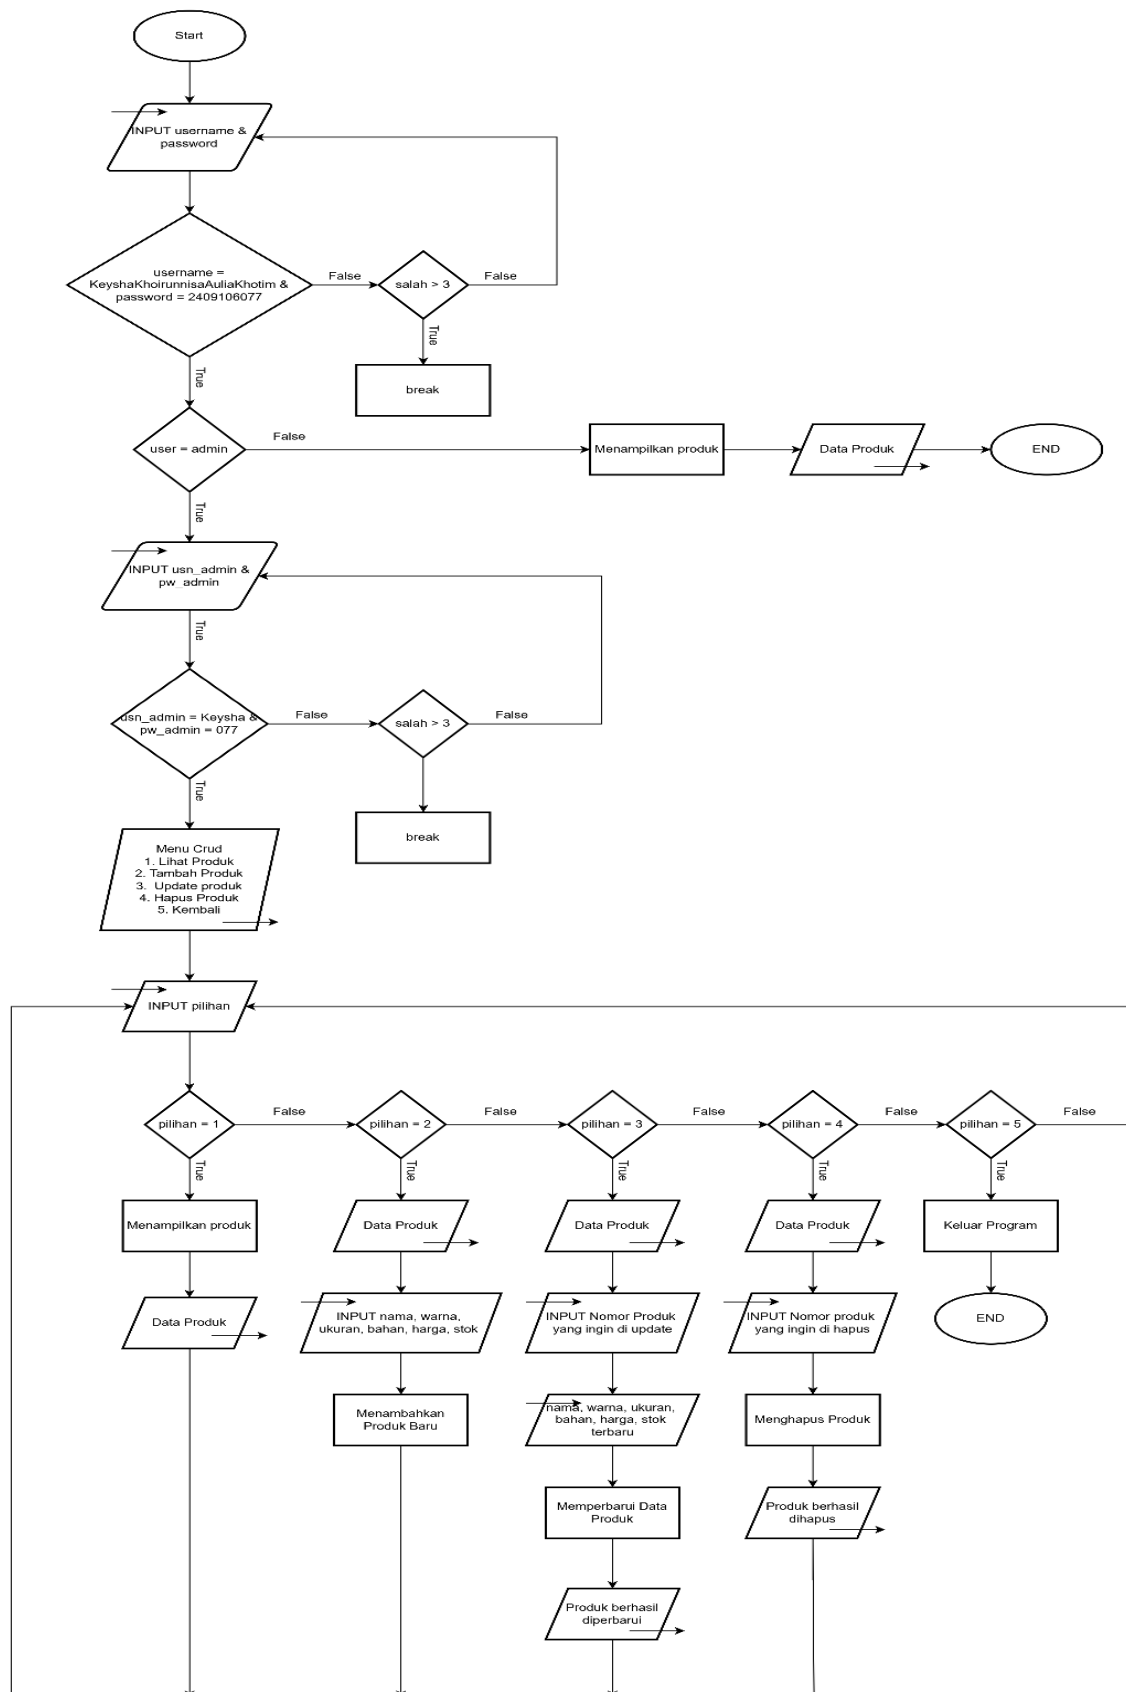 Start
INPUT username &
password
username =
KeyshaKhoirunnisaAuliaKhotim &
password = 2409106077
False
salah > 3
False
True
break
True
user = admin
False
Menampilkan produk
Data Produk
END
True
INPUT usn_admin &
pw_admin
True
usn_admin = Keysha &
pw_admin = 077
False
salah > 3
False
break
True
Menu Crud
1. Lihat Produk
2. Tambah Produk
3. Update produk
4. Hapus Produk
5. Kembali
INPUT pilihan
pilihan = 1
False
pilihan = 2
False
pilihan = 3
False
pilihan = 4
False
pilihan = 5
False
True
True
True
True
True
Menampilkan produk
Data Produk
Data Produk
Data Produk
Keluar Program
Data Produk
INPUT nama, warna,
ukuran, bahan, harga, stok
INPUT Nomor Produk
yang ingin di update
INPUT Nomor produk
yang ingin di hapus
END
Menambahkan
Produk Baru
nama, warna, ukuran,
bahan, harga, stok
terbaru
Menghapus Produk
Memperbarui Data
Produk
Produk berhasil
dihapus
Produk berhasil
diperbarui